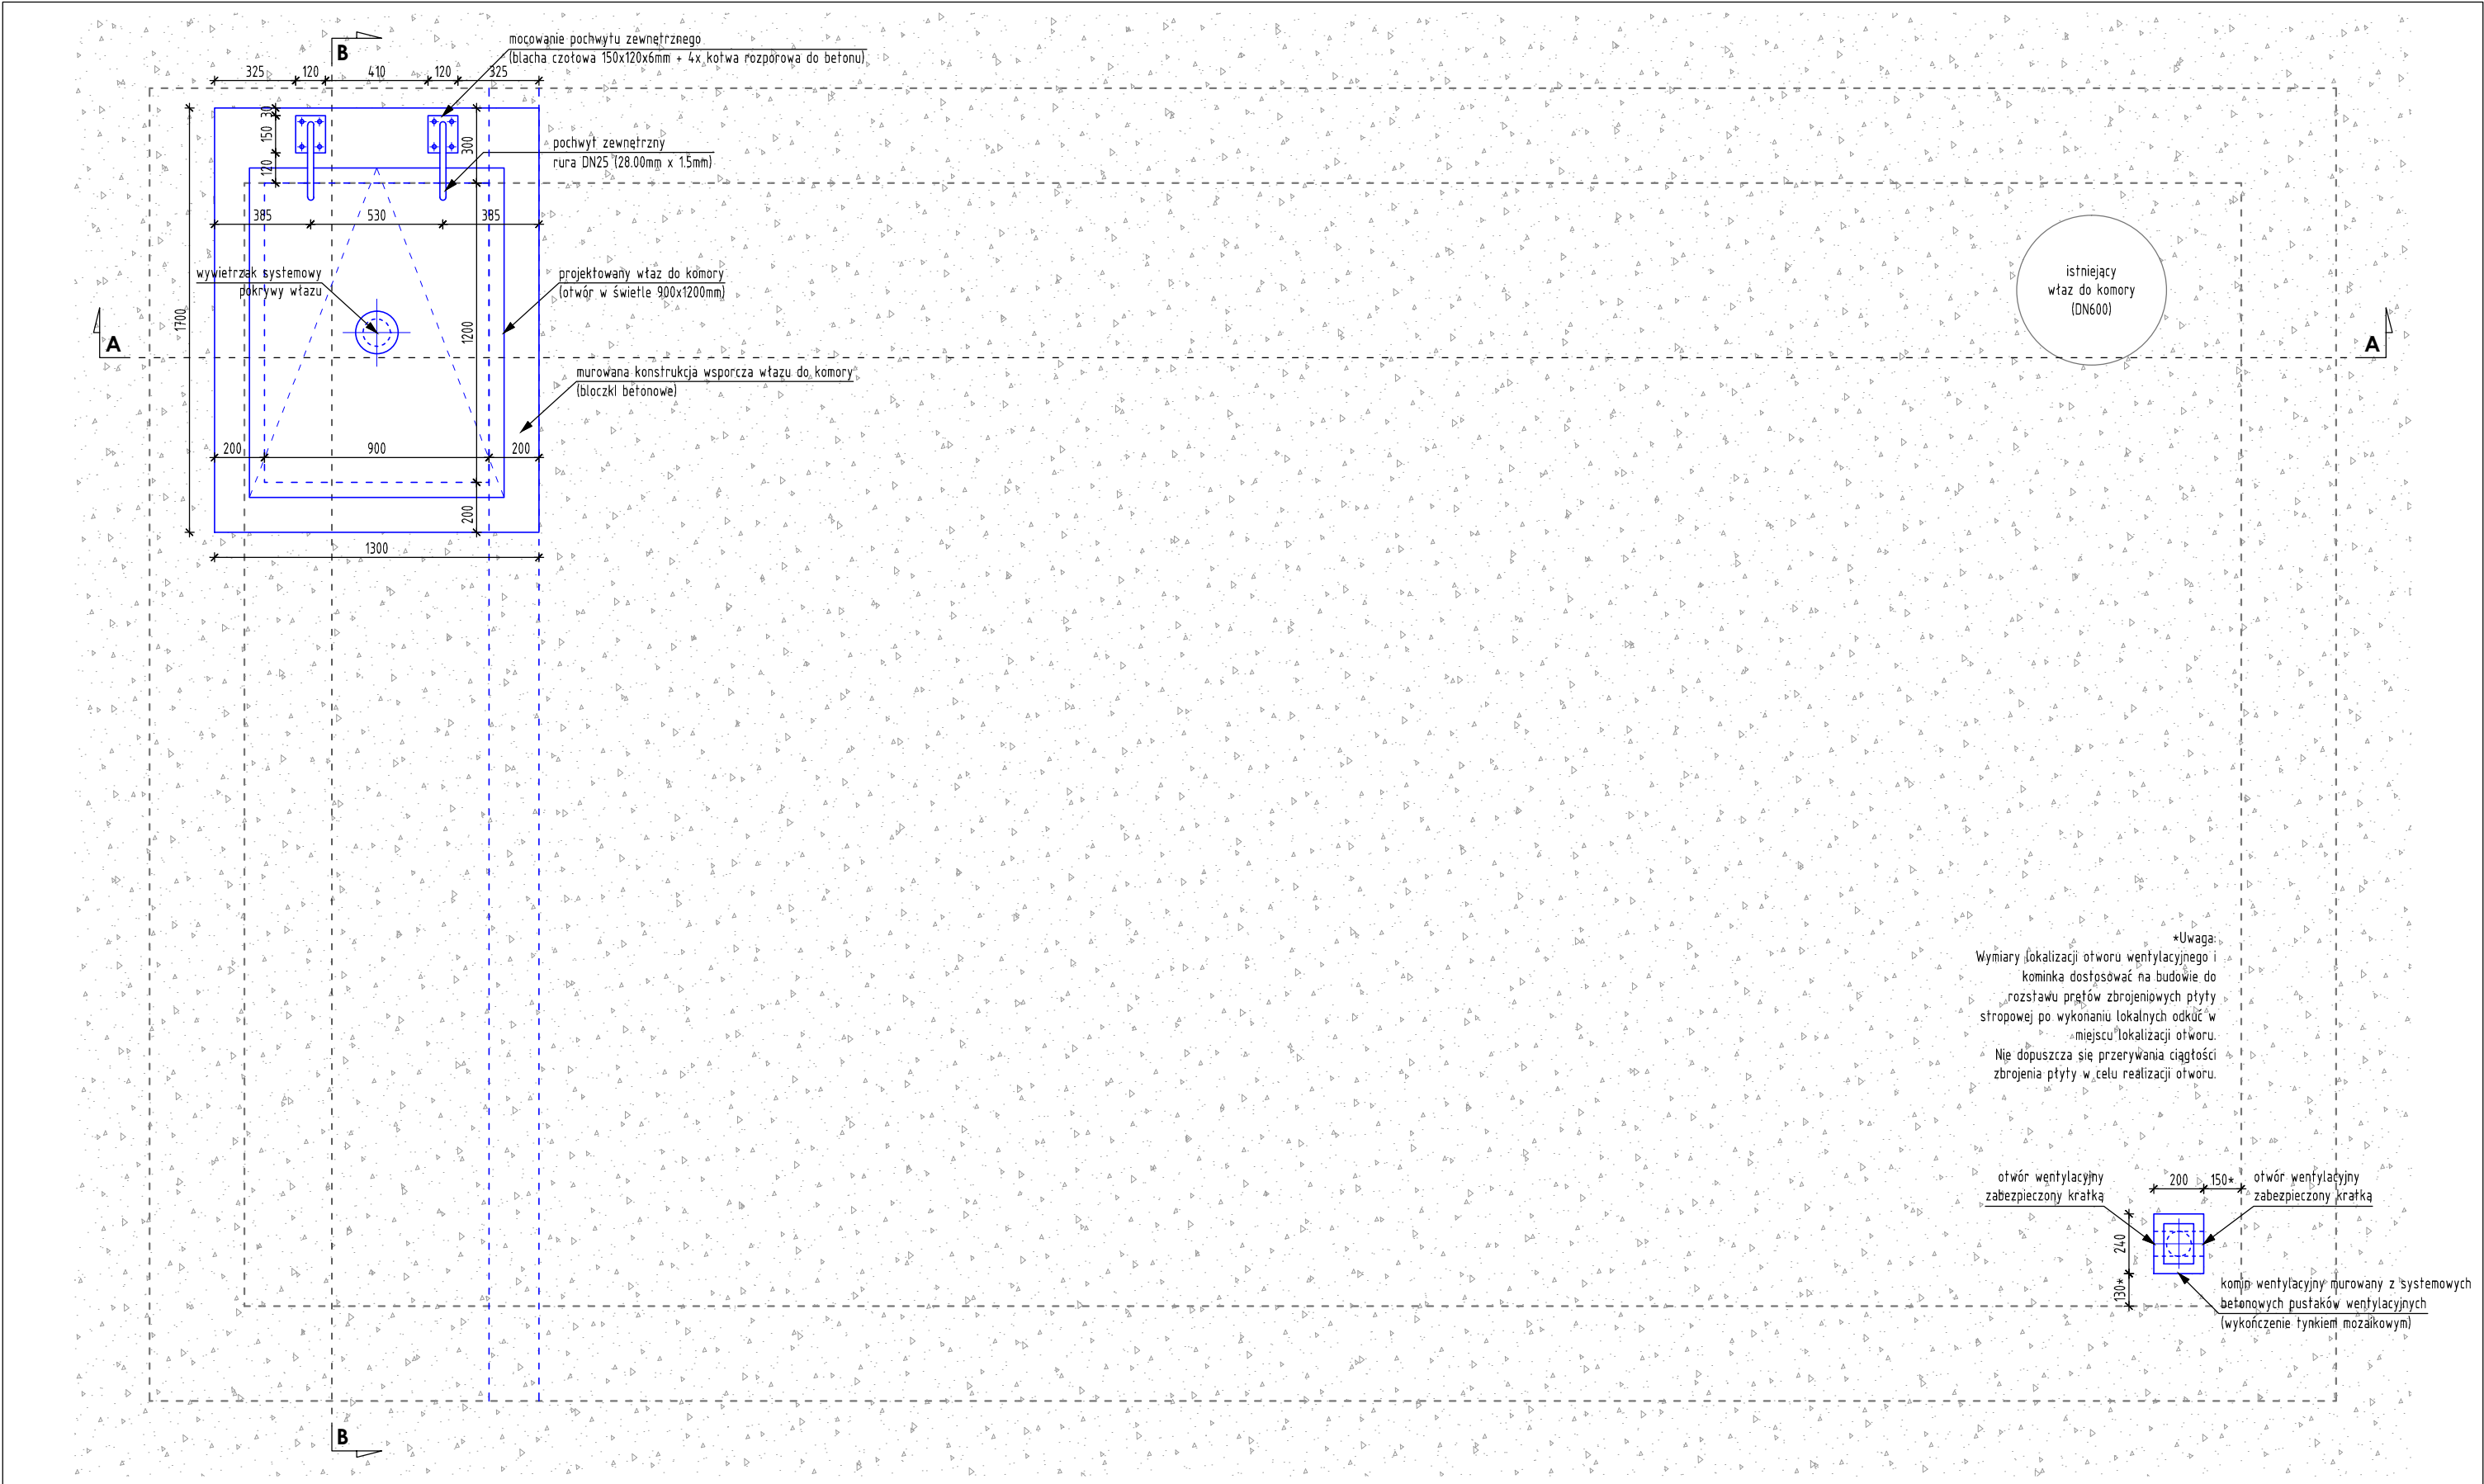 B
mocowanie pochwytu zewnętrznego
(blacha czołowa 150x120x6mm + 4x kotwa rozporowa do betonu)
325
120
410
120
325
30
150
120
300
pochwyt zewnętrzny
rura DN25 (28.00mm x 1.5mm)
385
530
385
wywietrzak systemowy
pokrywy włazu
projektowany właz do komory
(otwór w świetle 900x1200mm)
istniejący
właz do komory
(DN600)
1700
1200
A
A
murowana konstrukcja wsporcza włazu do komory
(bloczki betonowe)
200
900
200
200
1300
*Uwaga:
Wymiary lokalizacji otworu wentylacyjnego i
kominka dostosować na budowie do
rozstawu prętów zbrojeniowych płyty
stropowej po wykonaniu lokalnych odkuć w
miejscu lokalizacji otworu.
Nie dopuszcza się przerywania ciągłości
zbrojenia płyty w celu realizacji otworu.
otwór wentylacyjny
zabezpieczony kratką
200
150*
otwór wentylacyjny
zabezpieczony kratką
240
130*
komin wentylacyjny murowany z systemowych
betonowych pustaków wentylacyjnych
(wykończenie tynkiem mozaikowym)
B